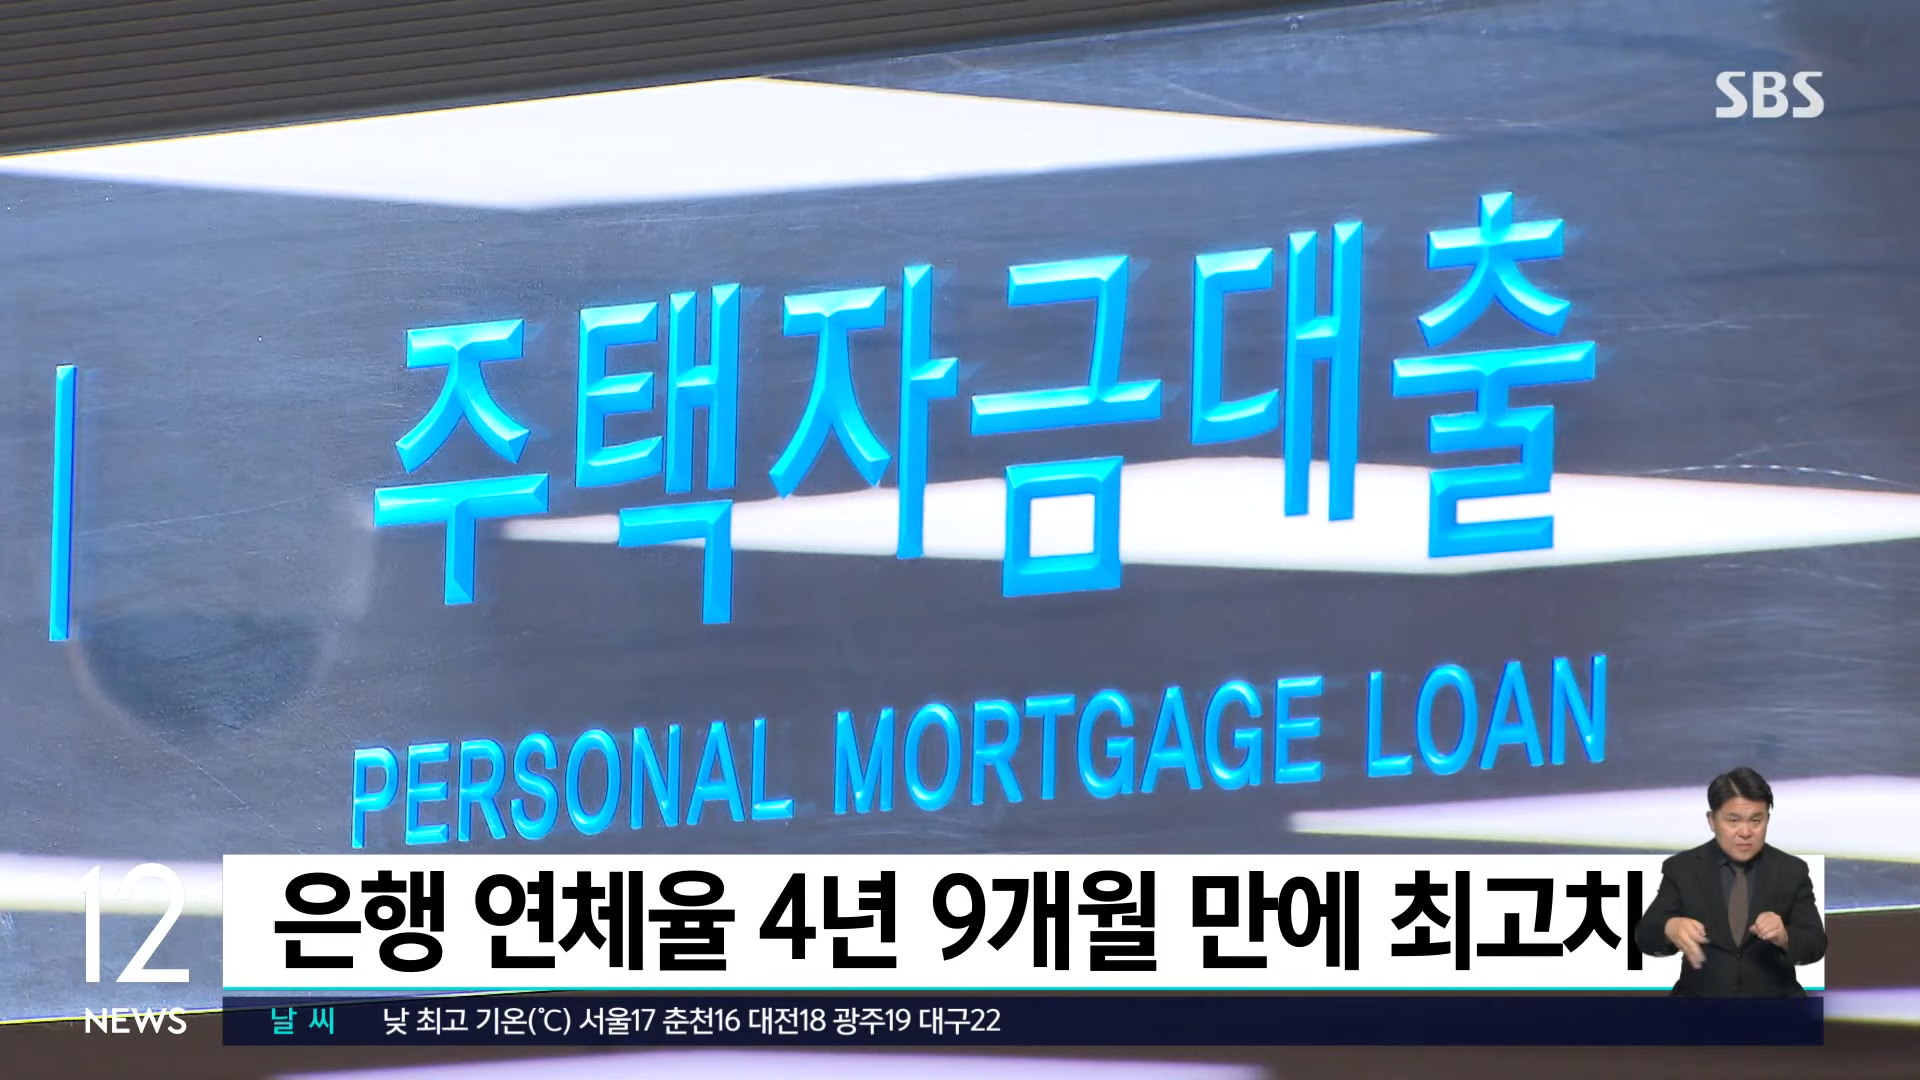 SBS
주택자금대출
PERSONAL MORTGAGE LOAN
12
NEWS
은행 연체율 4년 9개월 만에 최고치
날씨 낮 최고 기온(℃) 서울17 춘천16 대전18 광주19 대구22